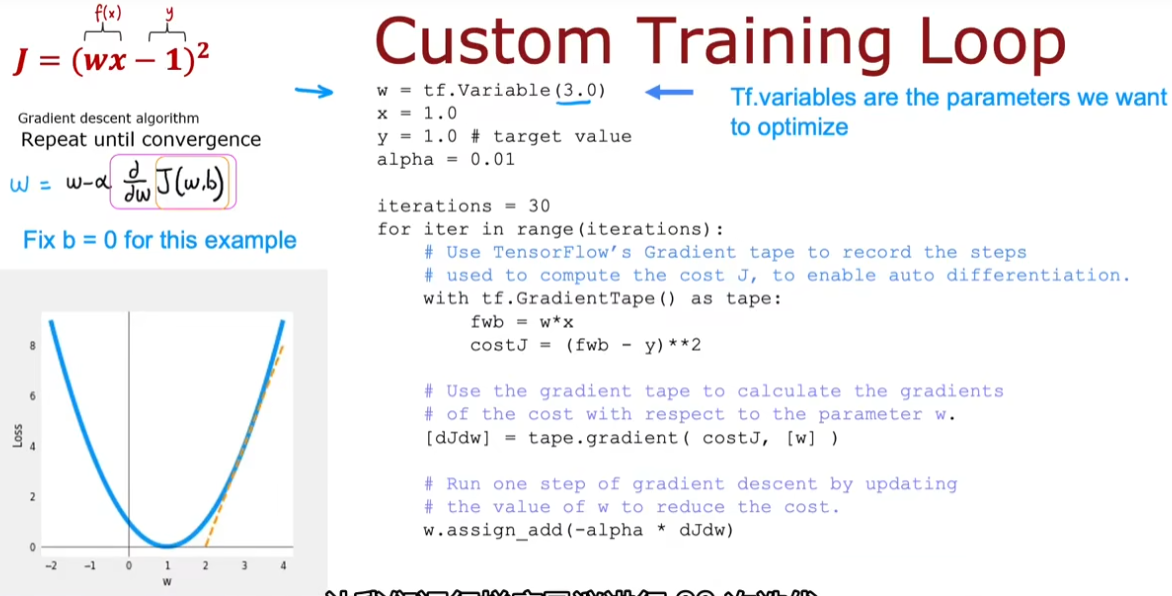 f(x) y
J = (wx – 1)²
Custom Training Loop
Gradient descent algorithm
Repeat until convergence
w = w-α d/dw J(w,b)
Fix b = 0 for this example
w = tf.Variable(3.0)
x = 1.0
y = 1.0 # target value
alpha = 0.01
Tf.variables are the parameters we want
to optimize
iterations = 30
for iter in range(iterations):
# Use TensorFlow's Gradient tape to record the steps
# used to compute the cost J, to enable auto differentiation.
with tf.GradientTape() as tape:
fwb = w*x
costJ = (fwb - y)**2
# Use the gradient tape to calculate the gradients
# of the cost with respect to the parameter w.
[dJdw] = tape.gradient( costJ, [w] )
# Run one step of gradient descent by updating
# the value of w to reduce the cost.
w.assign_add(-alpha * dJdw)
8
6
4
2
0
Loss
-2 -1 0 1 2 3 4
w